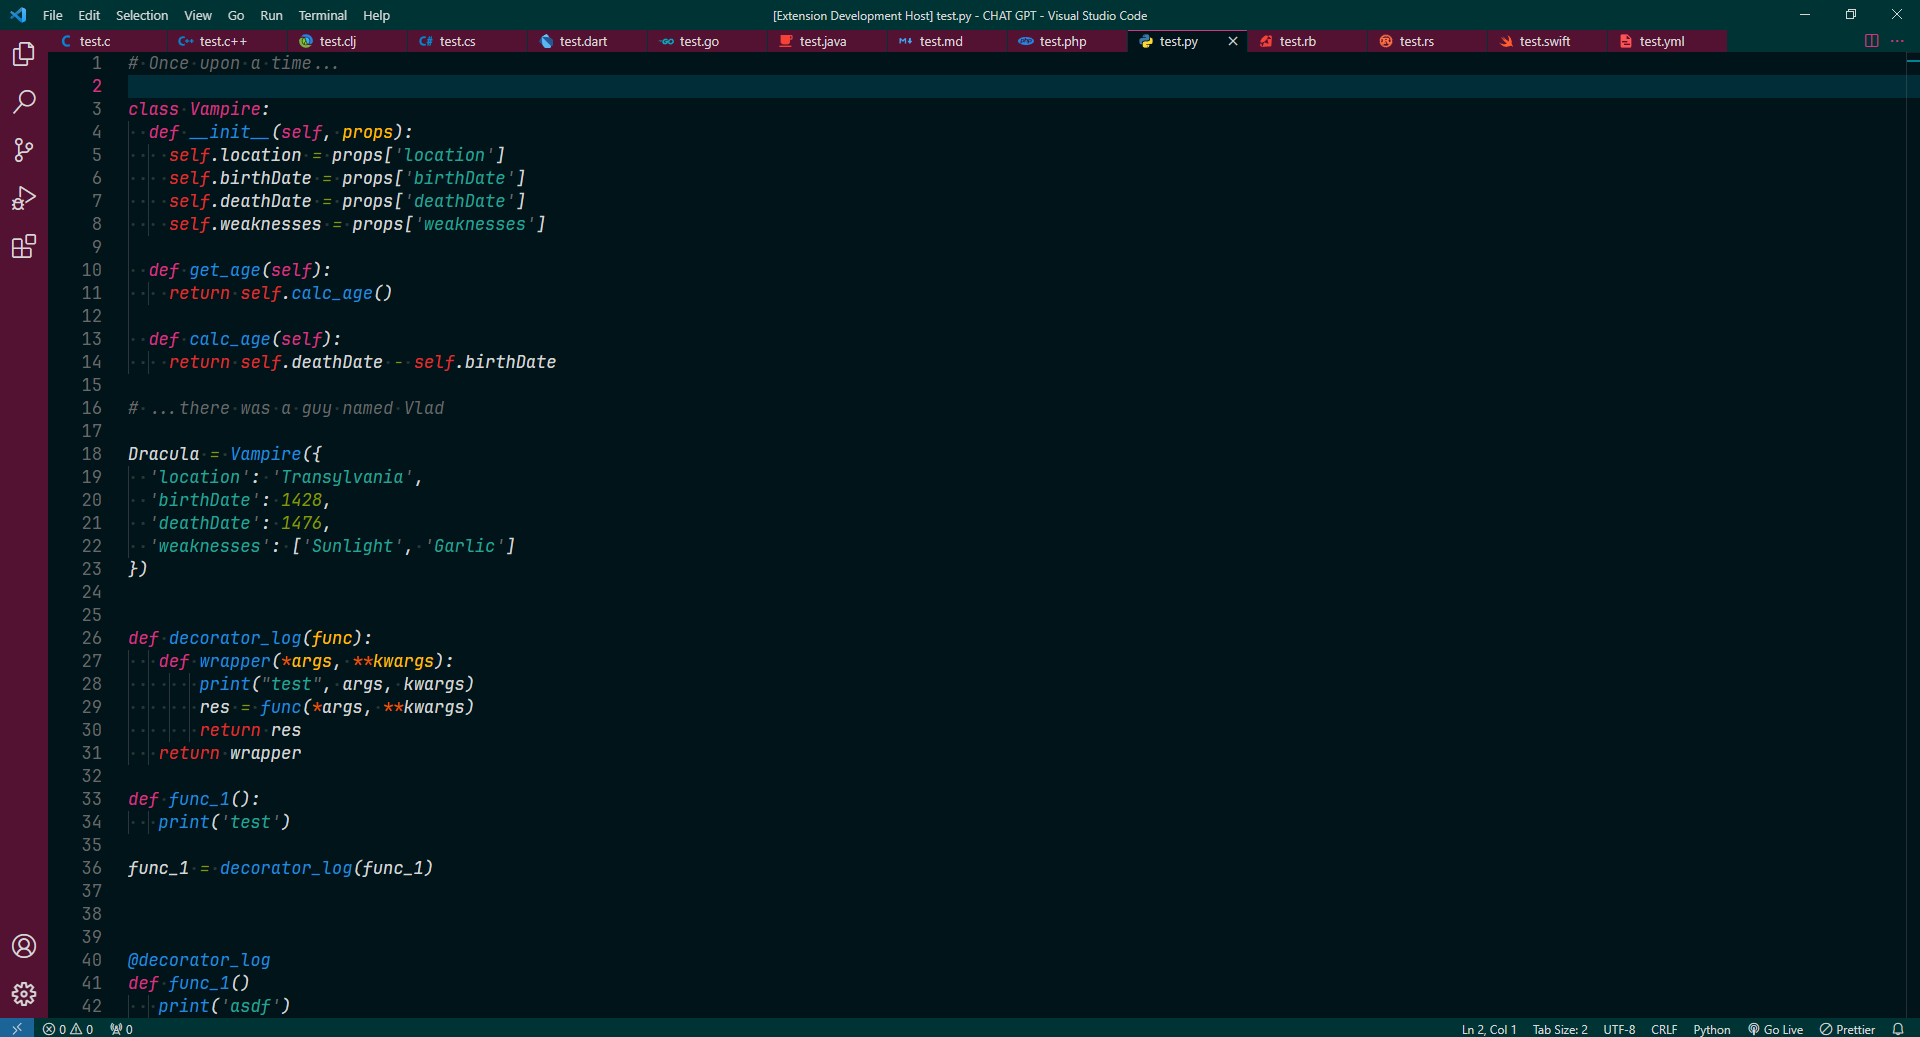 File Edit Selection View Go Run Terminal Help [Extension Development Host] test.py - CHAT GPT - Visual Studio Code
test.c test.c++ test.clj test.cs test.dart test.go test.java test.md test.php test.py test.rb test.rs test.swift test.yml
1 # Once upon a time...
2
3 class Vampire:
4 def __init__(self, props):
5 self.location = props['location']
6 self.birthDate = props['birthDate']
7 self.deathDate = props['deathDate']
8 self.weaknesses = props['weaknesses']
9
10 def get_age(self):
11 return self.calc_age()
12
13 def calc_age(self):
14 return self.deathDate - self.birthDate
15
16 # ...there was a guy named Vlad
17
18 Dracula = Vampire({
19 'location': 'Transylvania',
20 'birthDate': 1428,
21 'deathDate': 1476,
22 'weaknesses': ['Sunlight', 'Garlic']
23 })
24
25
26 def decorator_log(func):
27 def wrapper(*args, **kwargs):
28 print("test", args, kwargs)
29 res = func(*args, **kwargs)
30 return res
31 return wrapper
32
33 def func_1():
34 print('test')
35
36 func_1 = decorator_log(func_1)
37
38
39
40 @decorator_log
41 def func_1()
42 print('asdf')
0 0 0 Ln 2, Col 1 Tab Size: 2 UTF-8 CRLF Python Go Live Prettier